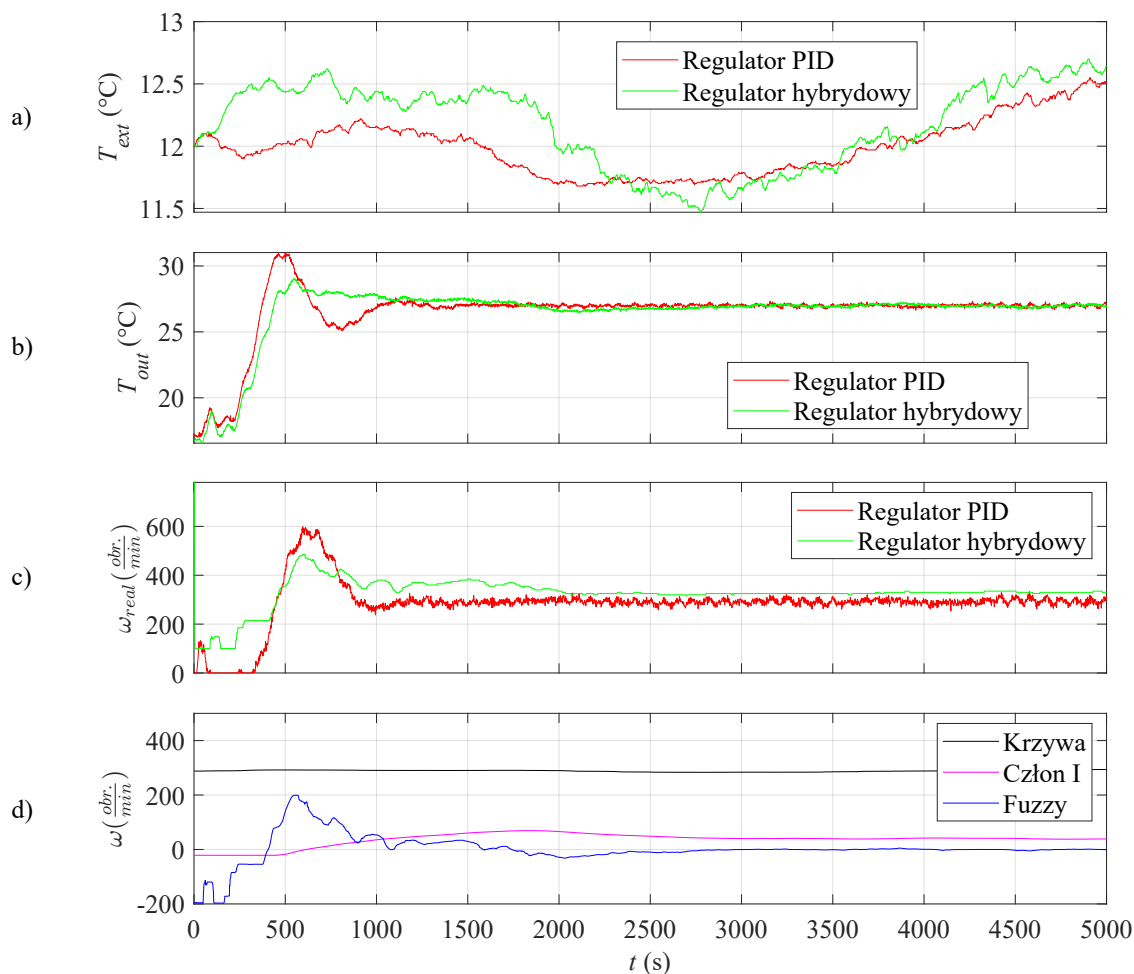 a)
T_ext (°C)
13
12.5
12
11.5
Regulator PID
Regulator hybrydowy
b)
T_out (°C)
30
25
20
Regulator PID
Regulator hybrydowy
c)
ω_real(obr./min)
600
400
200
0
Regulator PID
Regulator hybrydowy
d)
ω(obr./min)
400
200
0
-200
Krzywa
Człon I
Fuzzy
0 500 1000 1500 2000 2500 3000 3500 4000 4500 5000
t (s)